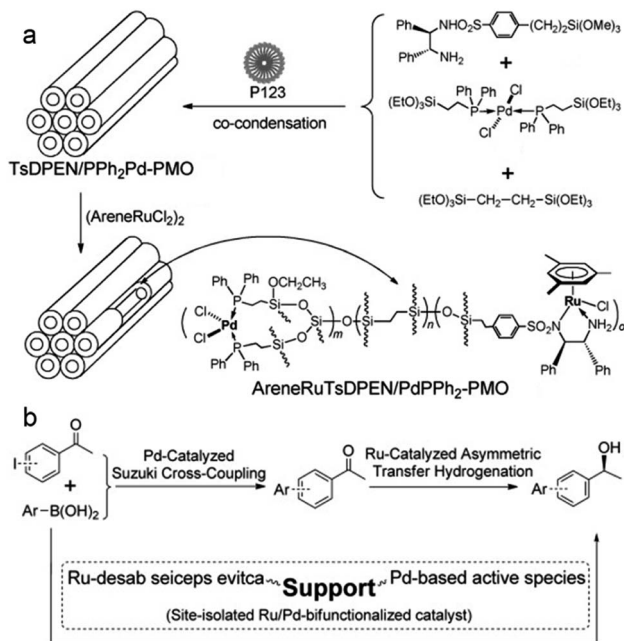 a
Ph
NHO2S
(CH2)2Si(OMe)3
Ph
NH2
+
P123
co-condensation
(EtO)3Si
Ph
Ph
Cl
P
Pd
P
Si(OEt)3
Cl
Ph
Ph
+
(EtO)3Si—CH2—CH2—Si(OEt)3
TsDPEN/PPh2Pd-PMO
(AreneRuCl2)2
Ph
Ph
OCH2CH3
P
Si
O
Cl
Pd
Cl
Si
m
O
Si
Si
n
O
Si
SO2
N
Ru
Cl
NH2
o
P
Si
O
Ph
Ph
Ph
Ph
AreneRuTsDPEN/PdPPh2-PMO
b
O
I
+
Ar-B(OH)2
Pd-Catalyzed
Suzuki Cross-Coupling
O
Ar
Ru-Catalyzed Asymmetric
Transfer Hydrogenation
OH
Ar
Ru-desab seiceps evitca Support Pd-based active species
(Site-isolated Ru/Pd-bifunctionalized catalyst)